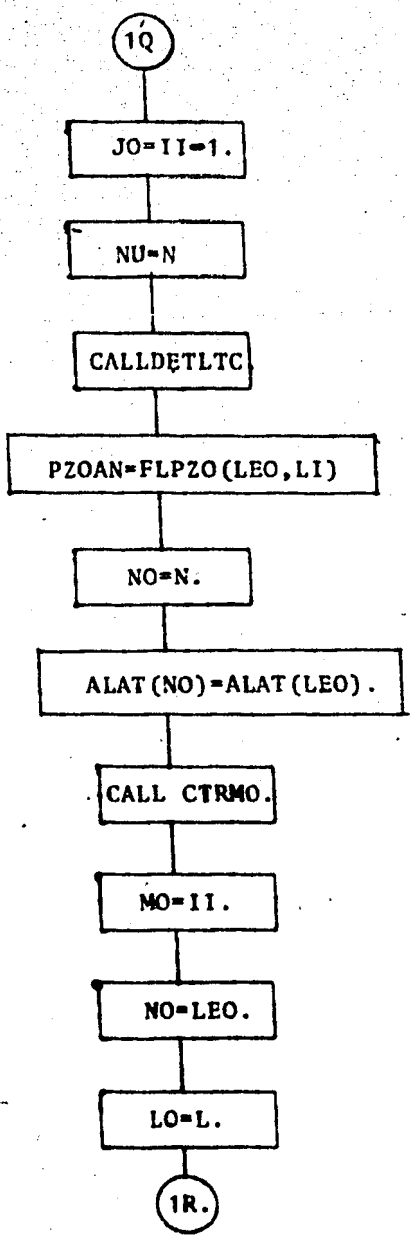 1Q
JO=II-1.
NU=N
CALLDETLTC
PZOAN=FLPZO(LEO,LI)
NO=N.
ALAT(NO)=ALAT(LEO).
CALL CTRMO.
MO=II.
NO=LEO.
LO=L.
1R.